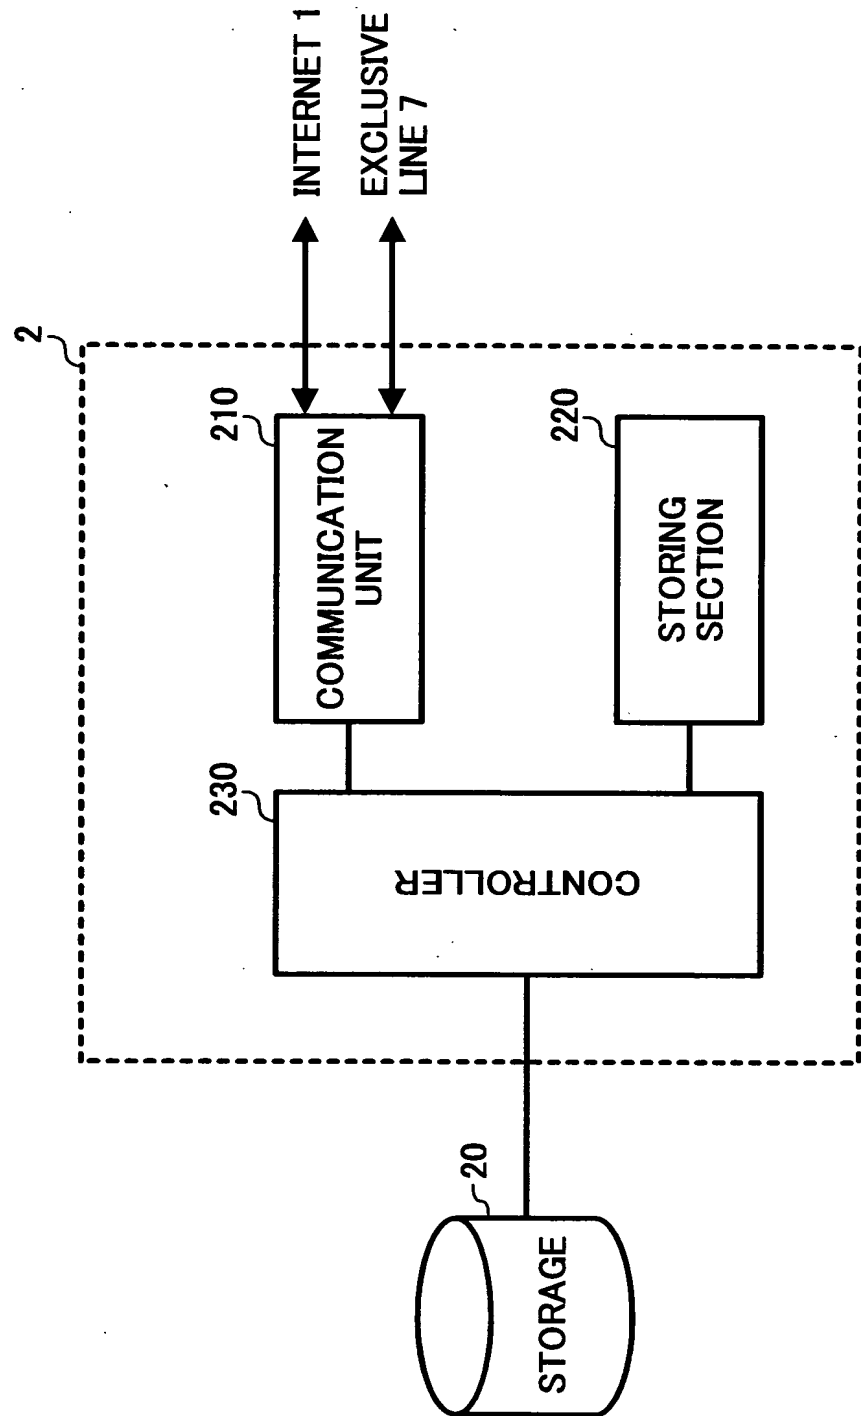 2
210
COMMUNICATION
UNIT
INTERNET 1
EXCLUSIVE
LINE 7
230
CONTROLLER
220
STORING
SECTION
20
STORAGE